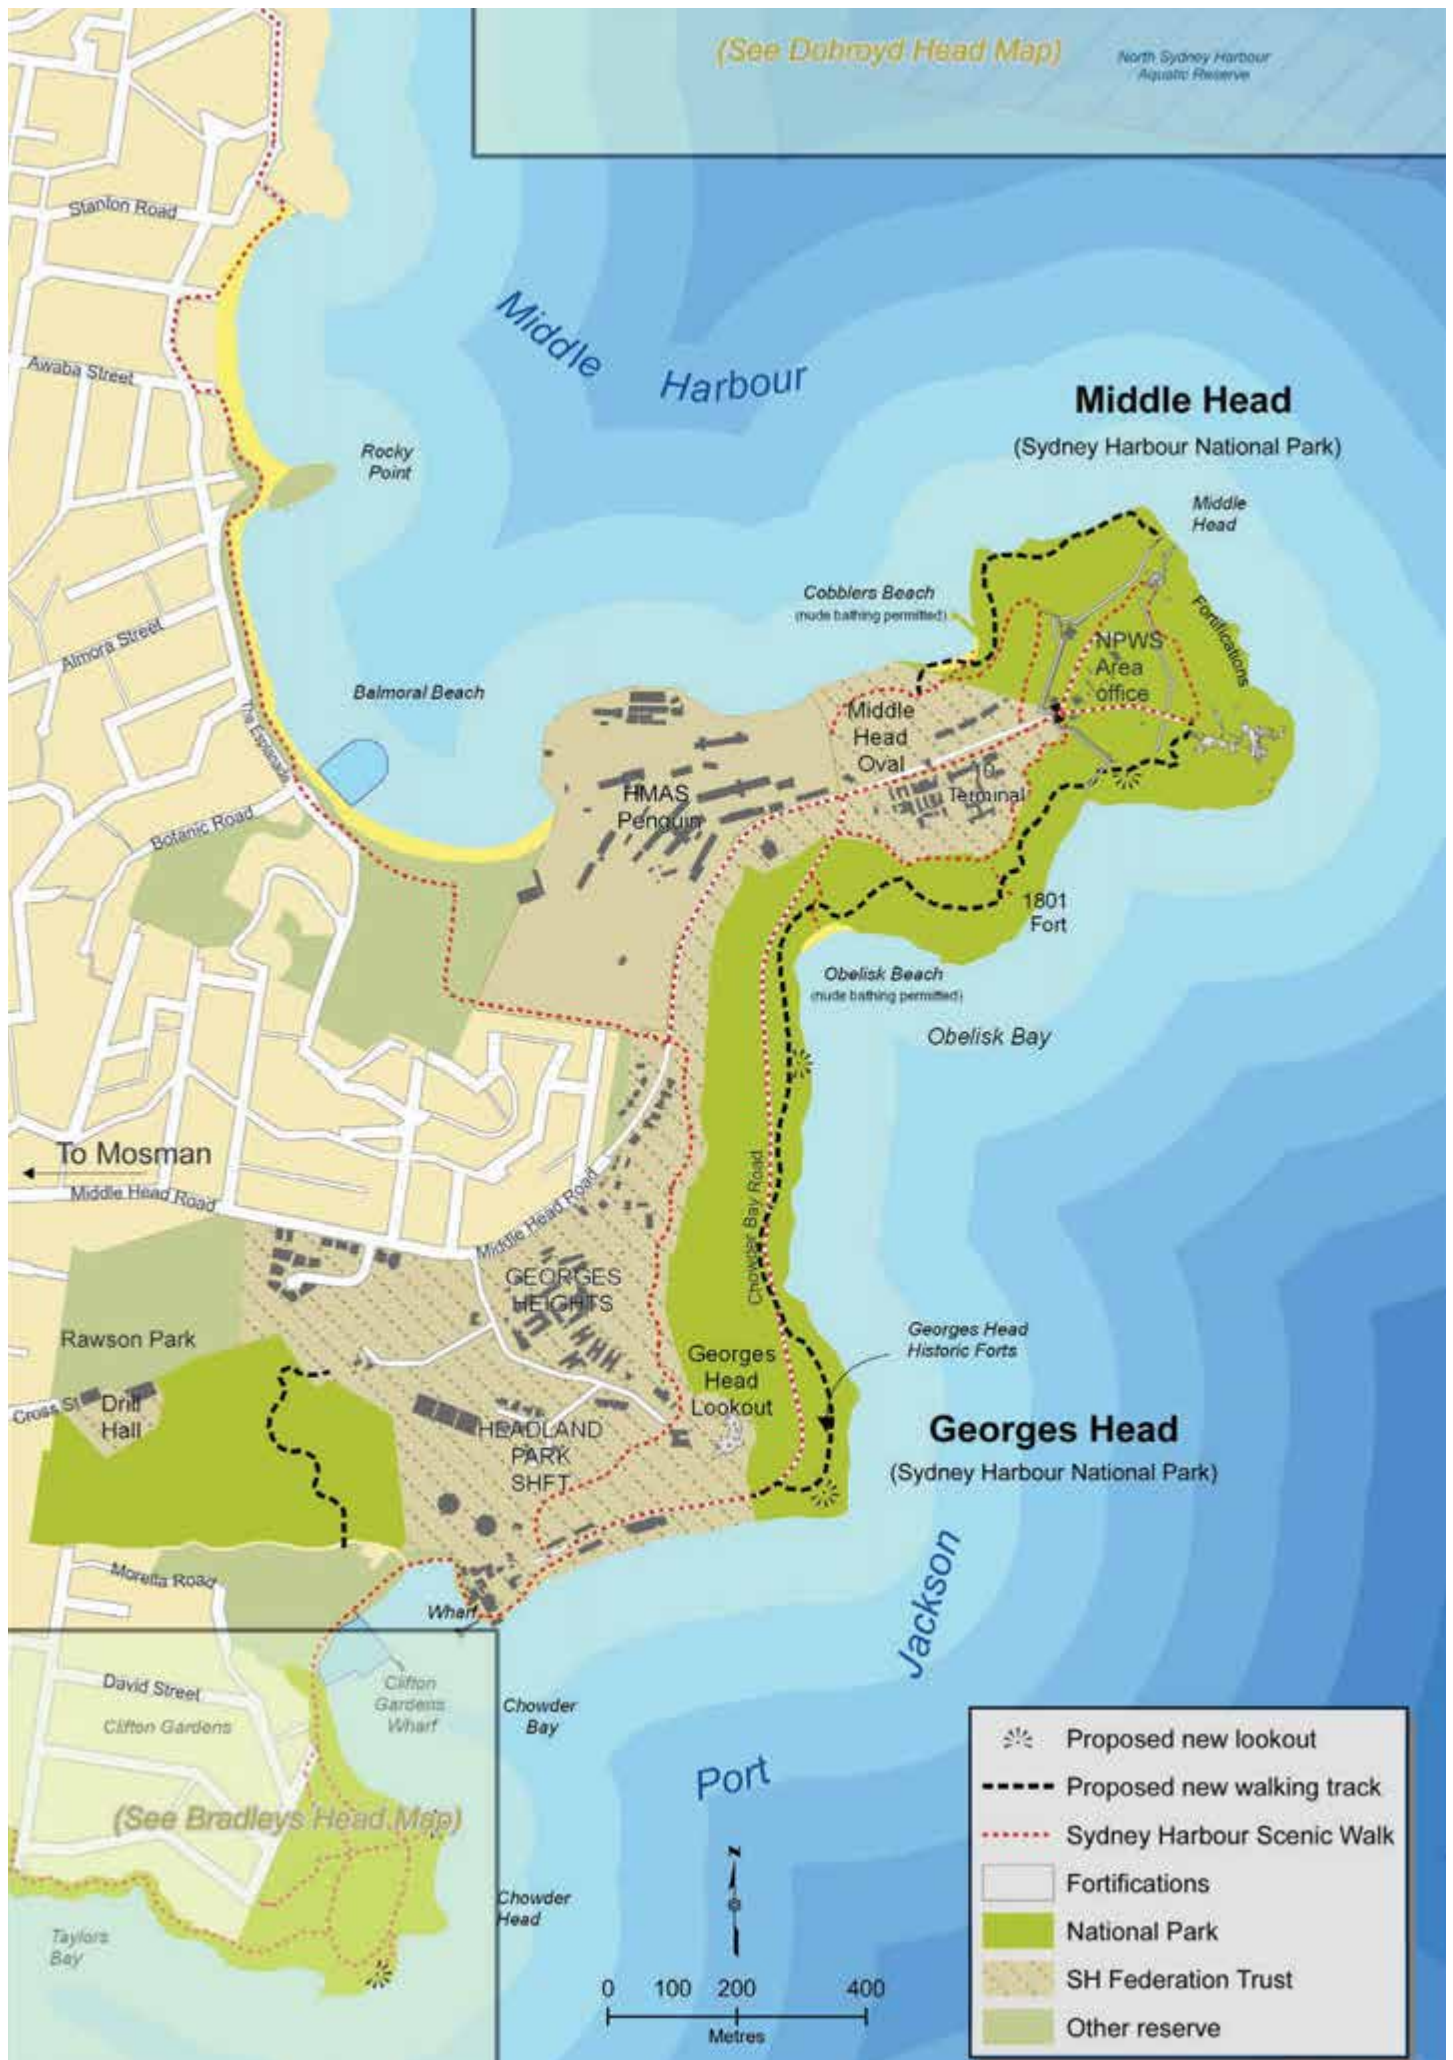 (See Dobroyd Head Map)
North Sydney Harbour
Aquatic Reserve
Stanton Road
Middle
Harbour
Awaba Street
Middle Head
(Sydney Harbour National Park)
Rocky
Point
Middle
Head
Cobblers Beach
(nude bathing permitted)
Fortifications
NPWS
Area
office
Almora Street
Balmoral Beach
The Esplanade
Middle
Head
Oval
10
Terminal
HMAS
Penguin
Botanic Road
1801
Fort
Obelisk Beach
(nude bathing permitted)
Obelisk Bay
To Mosman
Middle Head Road
Middle Head Road
Chowder Bay Road
GEORGES
HEIGHTS
Rawson Park
Georges Head
Historic Forts
Georges
Head
Lookout
Cross St
Drill
Hall
HEADLAND
PARK
SHFT
Georges Head
(Sydney Harbour National Park)
Morella Road
Wharf
Jackson
David Street
Clifton Gardens
Clifton
Gardens
Wharf
Chowder
Bay
Port
(See Bradleys Head Map)
Chowder
Head
Taylors
Bay
N
0 100 200 400
Metres
Proposed new lookout
Proposed new walking track
Sydney Harbour Scenic Walk
Fortifications
National Park
SH Federation Trust
Other reserve